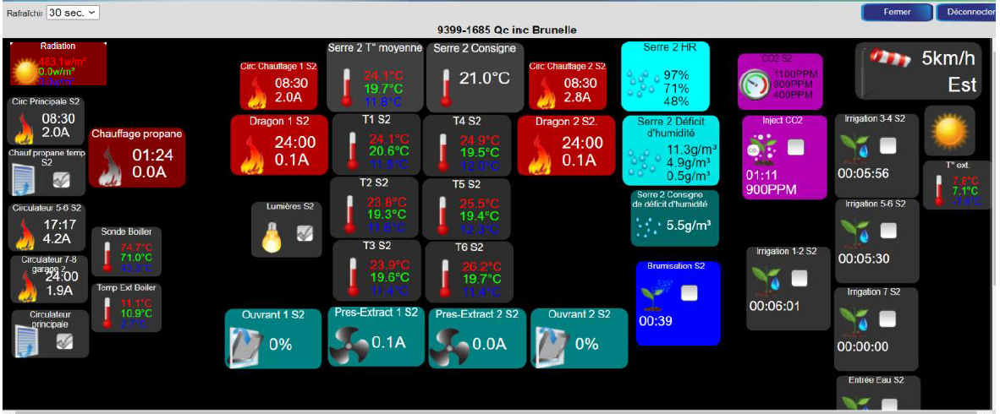 Rafraîchir 30 sec.
Fermer
Déconnecter
9399-1685 Qc inc Brunelle
Radiation
483.1w/m²
0.0w/m²
0.0w/m²
Circ Principale S2
08:30
2.0A
Chauf propane temp
S2
Chauffage propane
01:24
0.0A
Circulateur 5-6 S2
17:17
4.2A
Circulateur 7-8
garage 2
24:00
1.9A
Circulateur
principale
Sonde Boiler
74.7°C
71.0°C
Temp Ext Boiler
11.1°C
10.9°C
2.7°C
Circ Chauffage 1 S2
08:30
2.0A
Dragon 1 S2
24:00
0.1A
Lumières S2
Ouvrant 1 S2
0%
Serre 2 T° moyenne
24.1°C
19.7°C
11.8°C
Serre 2 Consigne
21.0°C
T1 S2
24.1°C
20.6°C
11.9°C
T4 S2
24.9°C
19.5°C
T2 S2
23.8°C
19.3°C
11.6°C
T5 S2
25.5°C
19.4°C
12.3°C
T3 S2
23.9°C
19.6°C
11.4°C
T6 S2
26.2°C
19.7°C
11.4°C
Pres-Extract 1 S2
0.1A
Pres-Extract 2 S2
0.0A
Circ Chauffage 2 S2
08:30
2.8A
Dragon 2 S2.
24:00
0.1A
Ouvrant 2 S2
0%
Serre 2 HR
97%
71%
48%
Serre 2 Déficit
d'humidité
11.3g/m³
4.9g/m³
0.5g/m³
Serre 2 Consigne
de déficit d'humidité
5.5g/m³
Brumisation S2
00:39
CO2 S2
1100PPM
900PPM
400PPM
Inject CO2
CO2
01:11
900PPM
Irrigation 1-2 S2
00:06:01
5km/h
Est
Irrigation 3-4 S2
00:05:56
Irrigation 5-6 S2
00:05:30
Irrigation 7 S2
00:00:00
Entrée Eau S2
T° ext.
7.8°C
7.1°C